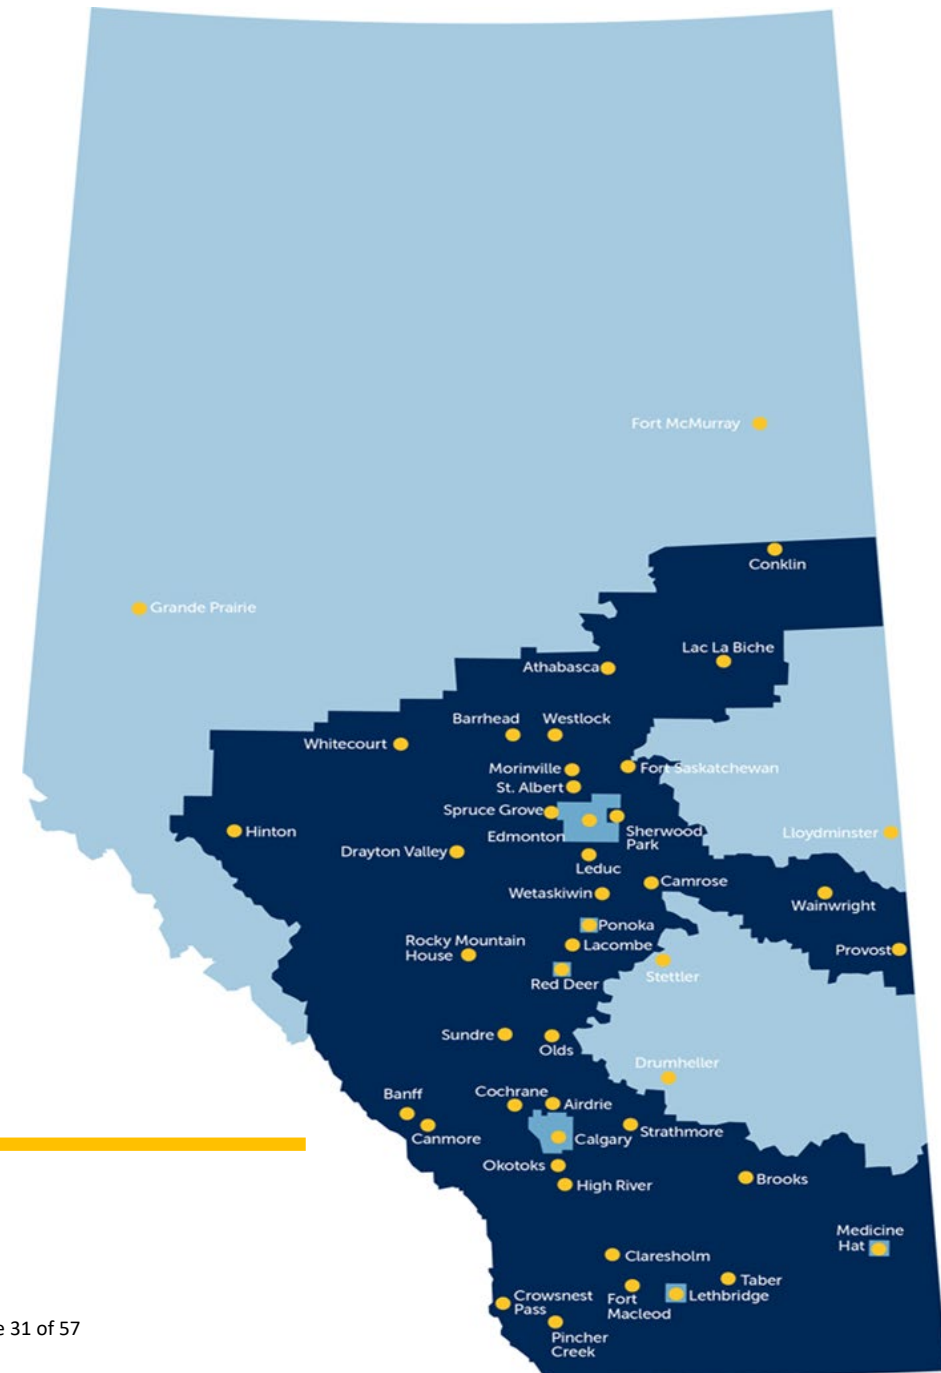 Fort McMurray
Conklin
Grande Prairie
Lac La Biche
Athabasca
Barrhead
Westlock
Whitecourt
Morinville
Fort Saskatchewan
St. Albert
Spruce Grove
Hinton
Edmonton
Sherwood
Park
Lloydminster
Drayton Valley
Leduc
Camrose
Wetaskiwin
Wainwright
Ponoka
Rocky Mountain
House
Lacombe
Provost
Stettler
Red Deer
Sundre
Olds
Drumheller
Banff
Cochrane
Airdrie
Canmore
Calgary
Strathmore
Okotoks
High River
Brooks
Medicine
Hat
Claresholm
Taber
Crowsnest
Pass
Fort
Macleod
Lethbridge
Pincher
Creek
31 of 57